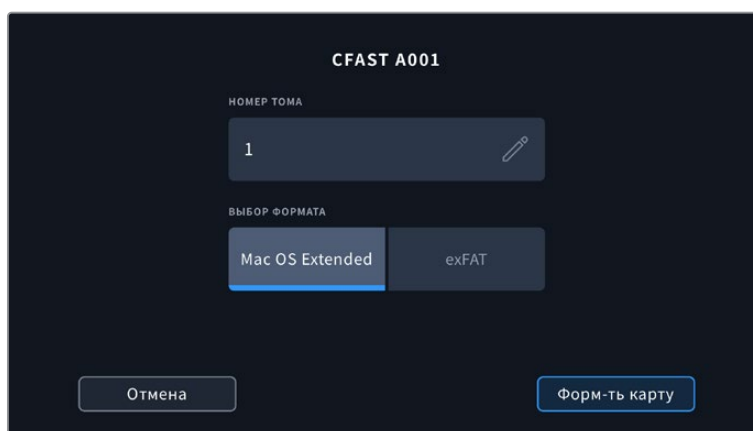 CFAST A001
НОМЕР ТОМА
1
ВЫБОР ФОРМАТА
Mac OS Extended exFAT
Отмена Форм-ть карту